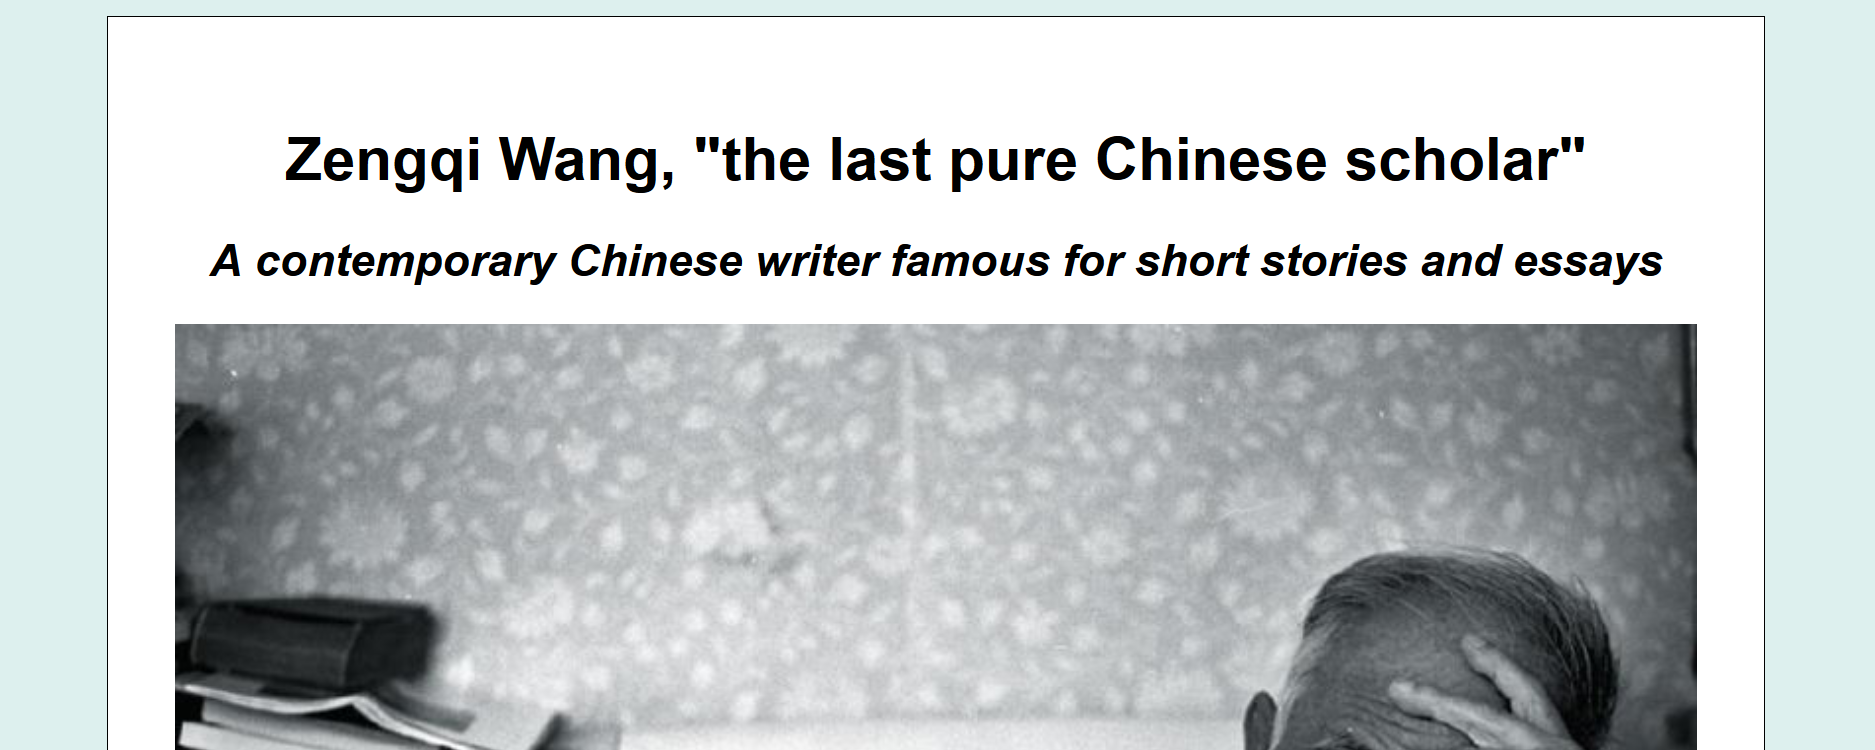 Zengqi Wang, "the last pure Chinese scholar"
A contemporary Chinese writer famous for short stories and essays